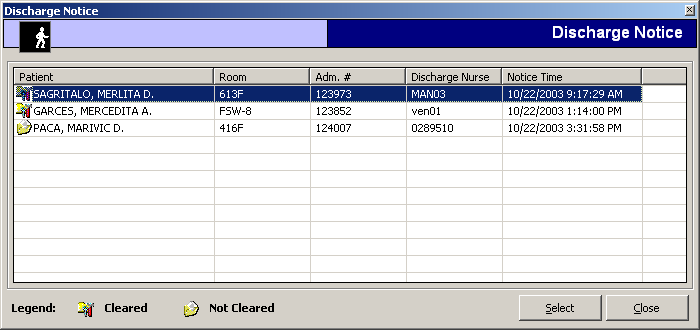 Discharge Notice
Discharge Notice
Patient Room Adm. # Discharge Nurse Notice Time
SAGRITALO, MERLITA D. 613F 123973 MAN03 10/22/2003 9:17:29 AM
GARCES, MERCEDITA A. FSW-8 123852 ven01 10/22/2003 1:14:00 PM
PACA, MARIVIC D. 416F 124007 0289510 10/22/2003 3:31:58 PM
Legend: Cleared Not Cleared Select Close